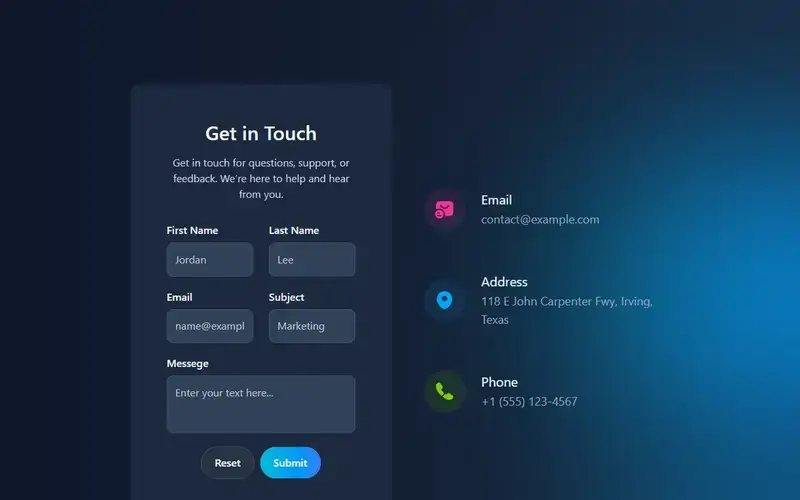 Get in Touch
Get in touch for questions, support, or
feedback. We're here to help and hear
from you.
First Name
Last Name
Jordan
Lee
Email
Subject
name@exampl
Marketing
Messege
Enter your text here...
Reset
Submit
Email
contact@example.com
Address
118 E John Carpenter Fwy, Irving,
Texas
Phone
+1 (555) 123-4567